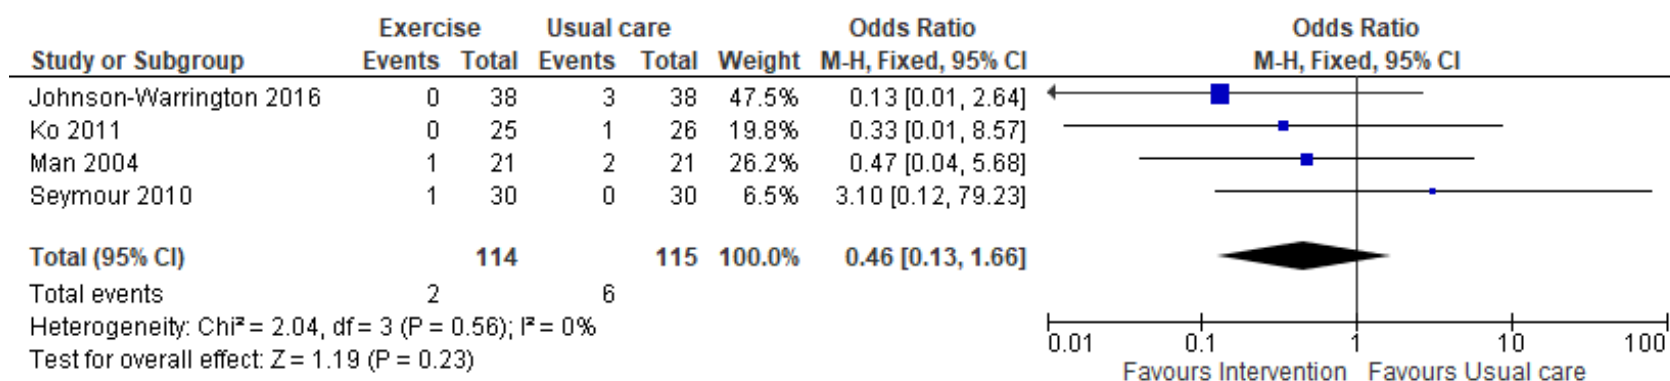 Exercise Usual care Odds Ratio Odds Ratio
Study or Subgroup Events Total Events Total Weight M-H, Fixed, 95% CI M-H, Fixed, 95% CI
Johnson-Warrington 2016 0 38 3 38 47.5% 0.13 [0.01, 2.64]
Ko 2011 0 25 1 26 19.8% 0.33 [0.01, 8.57]
Man 2004 1 21 2 21 26.2% 0.47 [0.04, 5.68]
Seymour 2010 1 30 0 30 6.5% 3.10 [0.12, 79.23]
Total (95% CI) 114 115 100.0% 0.46 [0.13, 1.66]
Total events 2 6
Heterogeneity: Chi² = 2.04, df = 3 (P = 0.56); I² = 0%
Test for overall effect: Z = 1.19 (P = 0.23)
0.01 0.1 1 10 100
Favours Intervention Favours Usual care